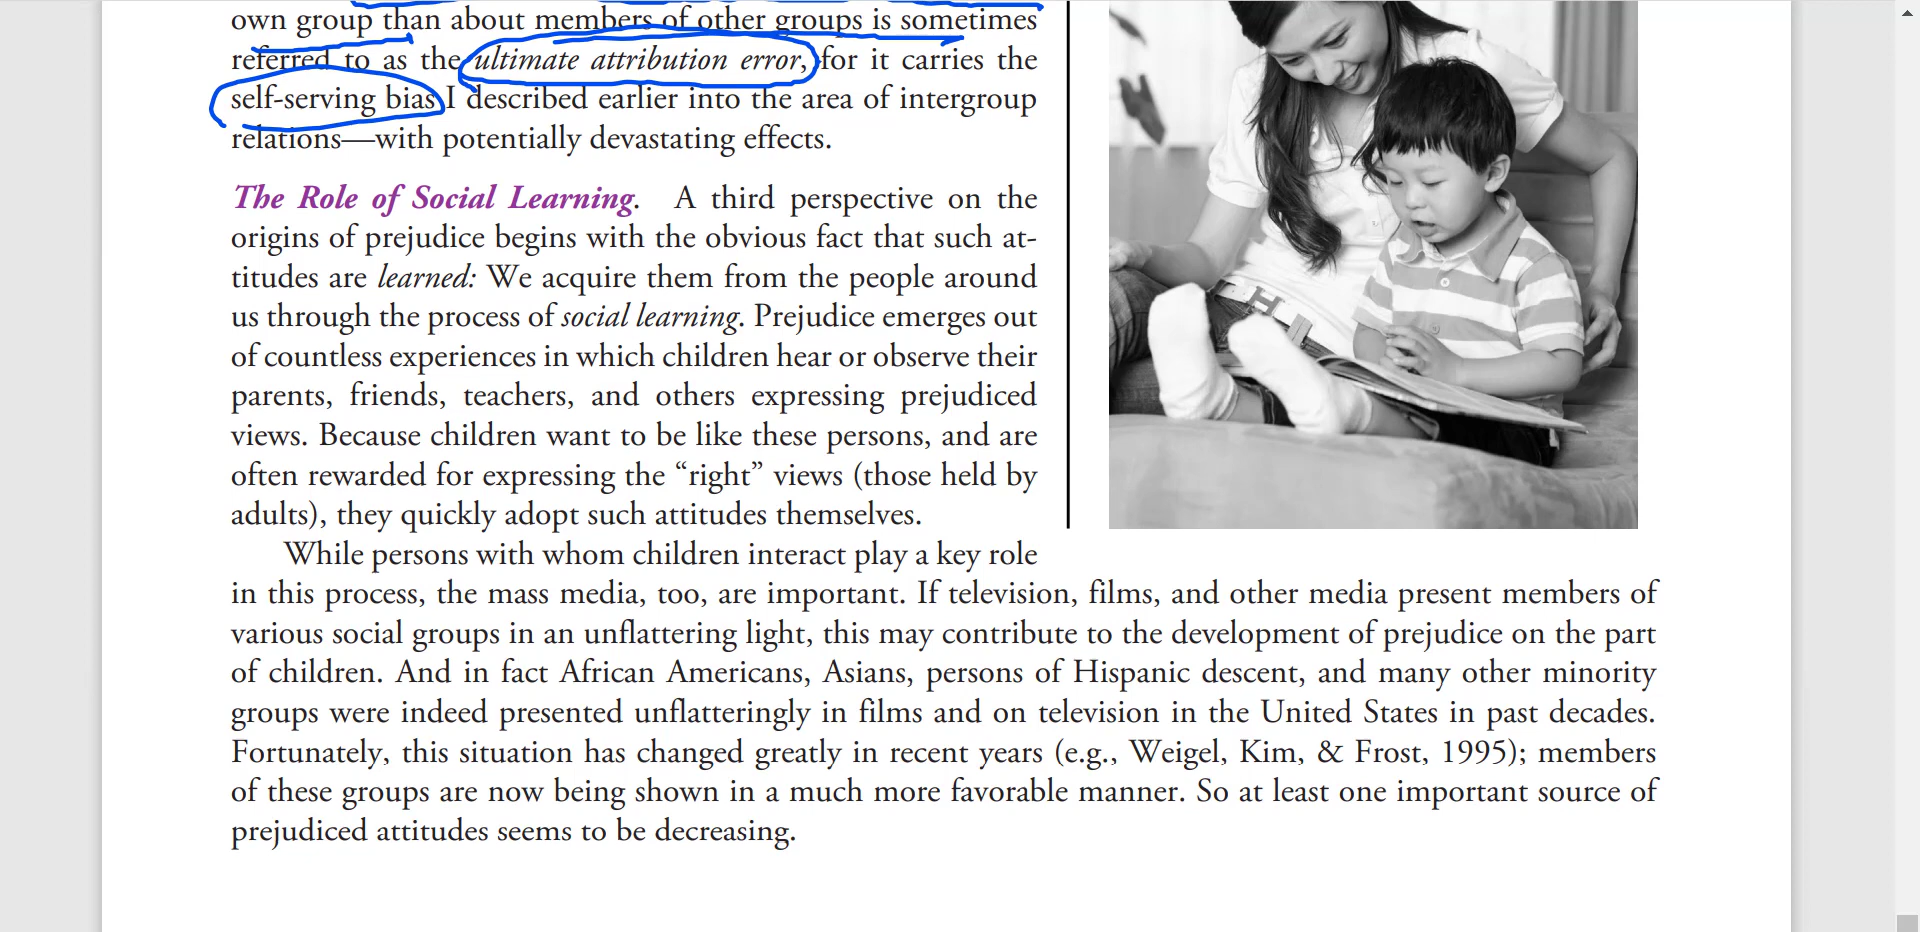 own group than about members of other groups is sometimes
referred to as the ultimate attribution error, for it carries the
self-serving bias I described earlier into the area of intergroup
relations—with potentially devastating effects.
The Role of Social Learning. A third perspective on the
origins of prejudice begins with the obvious fact that such at-
titudes are learned: We acquire them from the people around
us through the process of social learning. Prejudice emerges out
of countless experiences in which children hear or observe their
parents, friends, teachers, and others expressing prejudiced
views. Because children want to be like these persons, and are
often rewarded for expressing the “right” views (those held by
adults), they quickly adopt such attitudes themselves.
While persons with whom children interact play a key role
in this process, the mass media, too, are important. If television, films, and other media present members of
various social groups in an unflattering light, this may contribute to the development of prejudice on the part
of children. And in fact African Americans, Asians, persons of Hispanic descent, and many other minority
groups were indeed presented unflatteringly in films and on television in the United States in past decades.
Fortunately, this situation has changed greatly in recent years (e.g., Weigel, Kim, & Frost, 1995); members
of these groups are now being shown in a much more favorable manner. So at least one important source of
prejudiced attitudes seems to be decreasing.